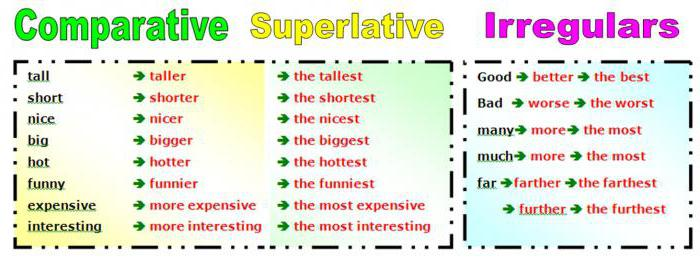 Comparative Superlative Irregulars
tall → taller → the tallest
short → shorter → the shortest
nice → nicer → the nicest
big → bigger → the biggest
hot → hotter → the hottest
funny → funnier → the funniest
expensive → more expensive → the most expensive
interesting → more interesting → the most interesting
Good → better → the best
Bad → worse → the worst
many → more → the most
much → more → the most
far → farther → the farthest
→ further → the furthest